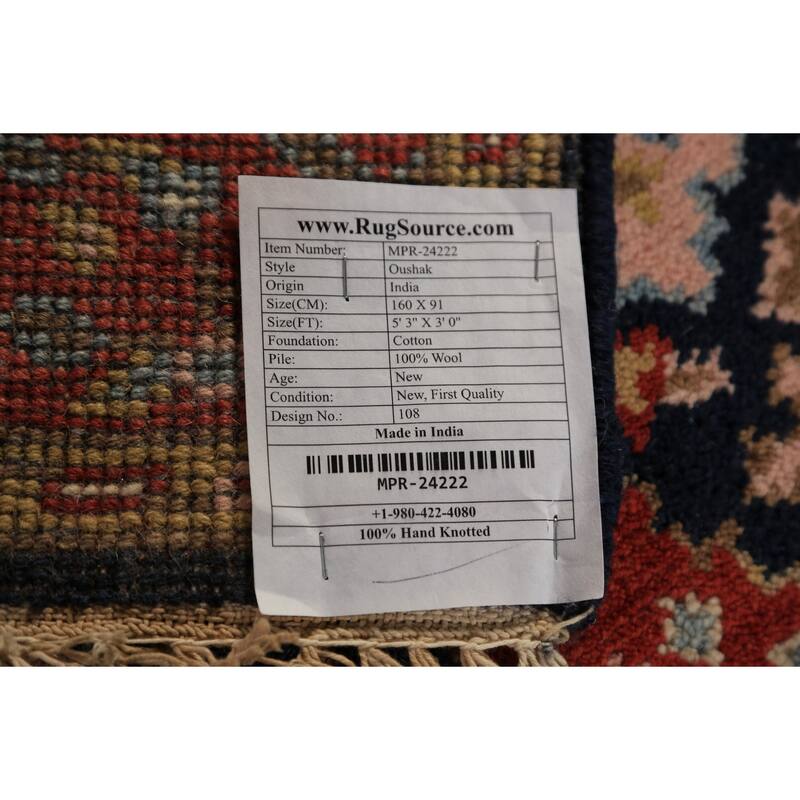 www.RugSource.com
Item Number: MPR-24222
Style Oushak
Origin India
Size(CM): 160 X 91
Size(FT): 5' 3" X 3' 0"
Foundation: Cotton
Pile: 100% Wool
Age: New
Condition: New, First Quality
Design No.: 108
Made in India
MPR-24222
+1-980-422-4080
100% Hand Knotted